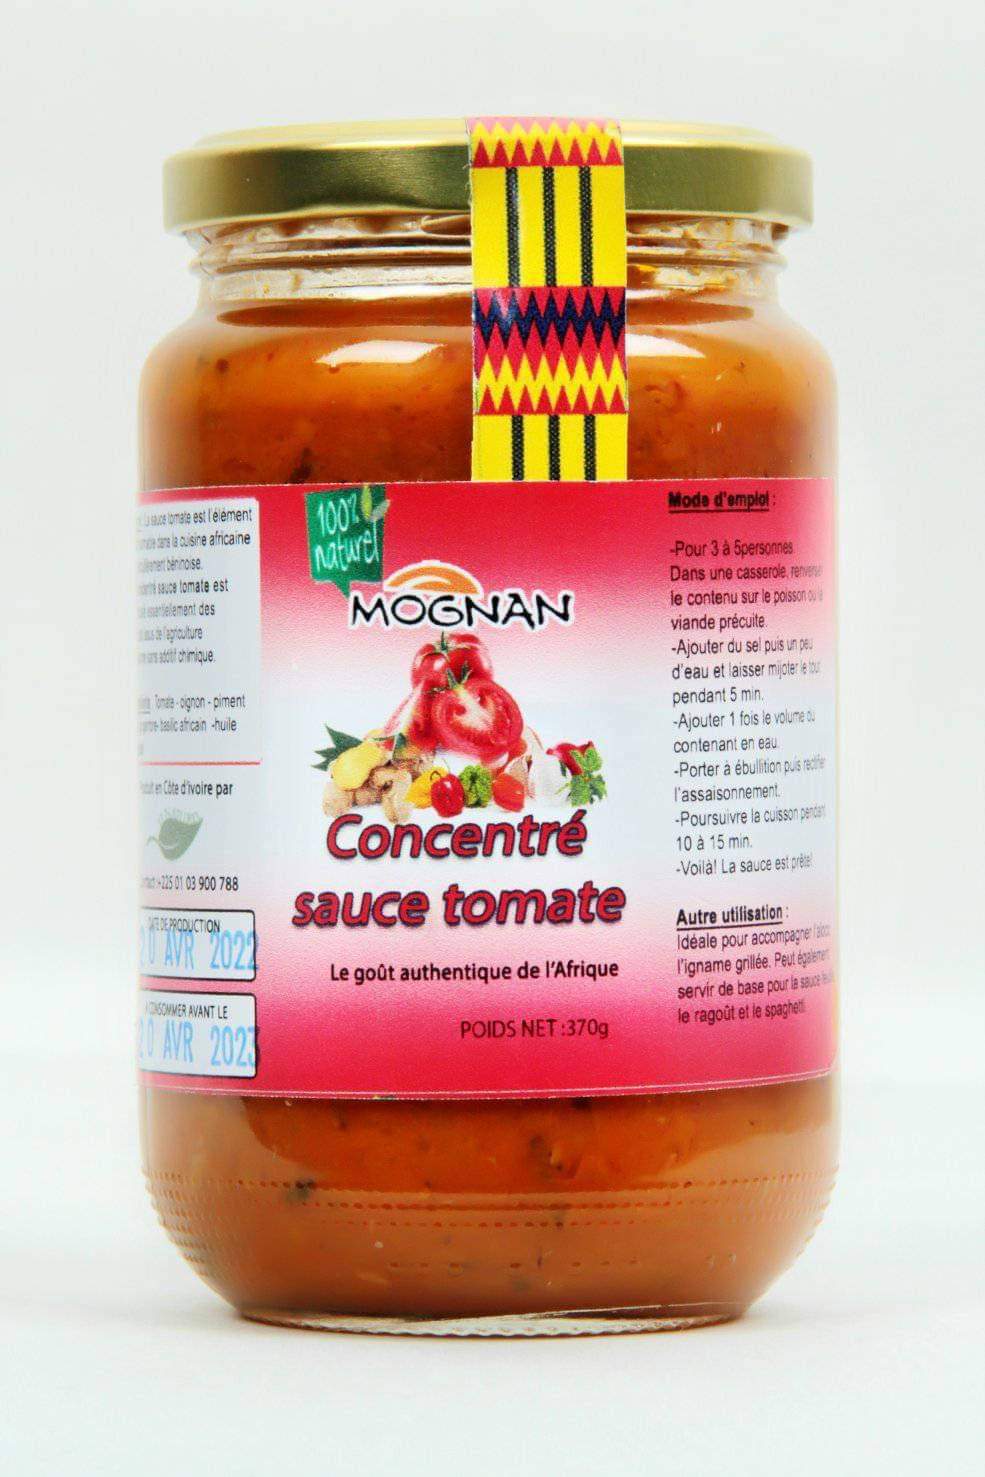 La sauce tomate est l'élément
dans la cuisine africaine
béninoise.
sauce tomate est
essentiellement des
issus de l'agriculture
sans additif chimique.
Tomate - oignon - piment
basilic africain -huile
en Côte d'ivoire par
+225 01 03 900 788
DATE DE PRODUCTION
20 AVR 2022
A CONSOMMER AVANT LE
20 AVR 2023
100%
naturel
MOGNAN
Concentré
sauce tomate
Le goût authentique de l'Afrique
POIDS NET :370g
Mode d'emploi :
-Pour 3 à 5personnes
Dans une casserole, renverser
le contenu sur le poisson ou la
viande précuite.
-Ajouter du sel puis un peu
d'eau et laisser mijoter le tout
pendant 5 min.
-Ajouter 1 fois le volume du
contenant en eau.
-Porter à ébullition puis rectifier
l'assaisonnement.
-Poursuivre la cuisson pendant
10 à 15 min.
-Voilà! La sauce est prête!
Autre utilisation :
Idéale pour accompagner l'aloco
l'igname grillée. Peut également
servir de base pour la sauce
le ragoût et le spaghetti.